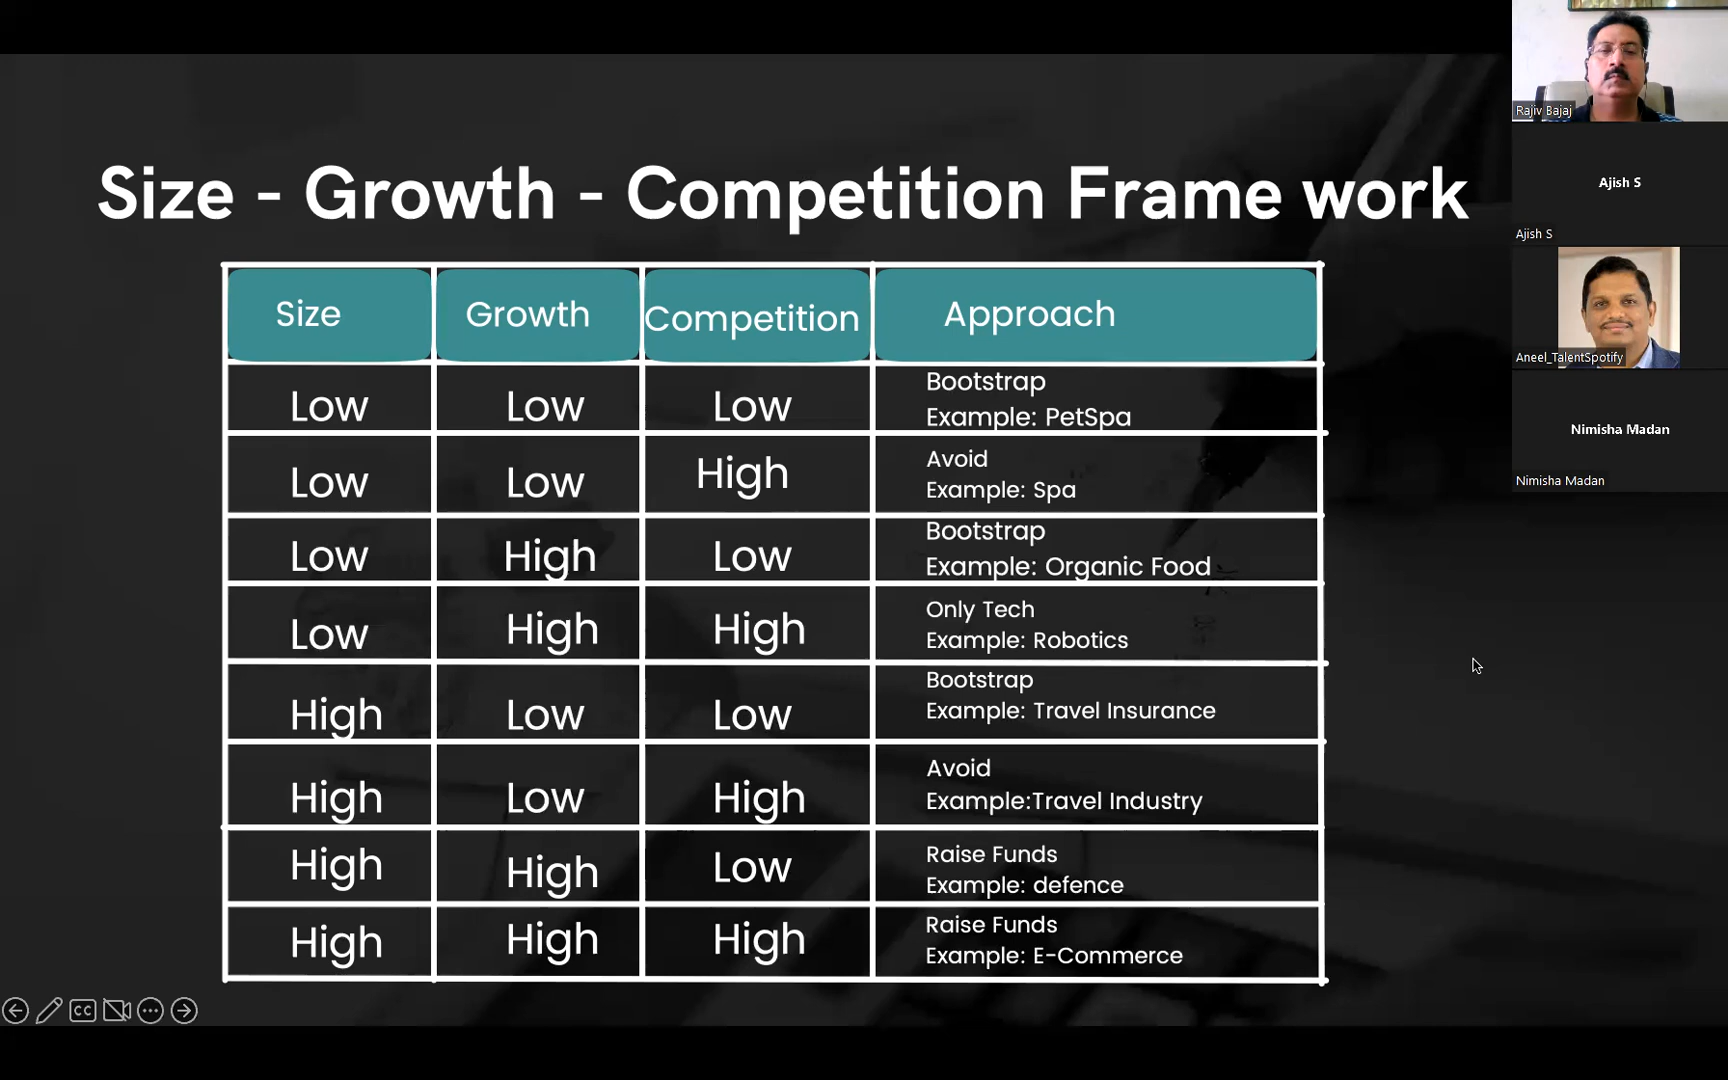 Size - Growth - Competition Frame work
Size Growth Competition Approach
Low Low Low Bootstrap
Example: PetSpa
Low Low High Avoid
Example: Spa
Low High Low Bootstrap
Example: Organic Food
Low High High Only Tech
Example: Robotics
High Low Low Bootstrap
Example: Travel Insurance
High Low High Avoid
Example:Travel Industry
High High Low Raise Funds
Example: defence
High High High Raise Funds
Example: E-Commerce
CC
Rajiv Bajaj
Ajish S
Ajish S
Aneel_TalentSpotify
Nimisha Madan
Nimisha Madan